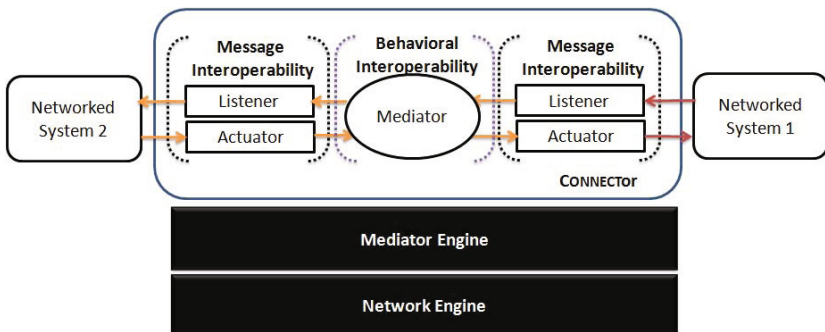 Message
Interoperability
Behavioral
Interoperability
Message
Interoperability
Networked
System 2
Listener
Actuator
Mediator
Listener
Actuator
Networked
System 1
CONNECTor
Mediator Engine
Network Engine